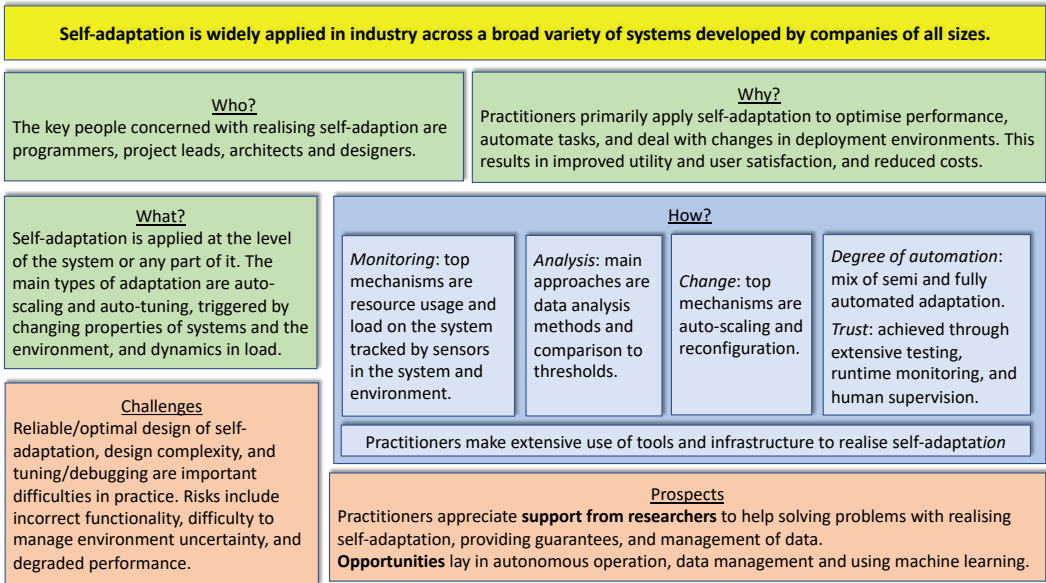 Self-adaptation is widely applied in industry across a broad variety of systems developed by companies of all sizes.
Who?
The key people concerned with realising self-adaption are
programmers, project leads, architects and designers.
Why?
Practitioners primarily apply self-adaptation to optimise performance,
automate tasks, and deal with changes in deployment environments. This
results in improved utility and user satisfaction, and reduced costs.
What?
Self-adaptation is applied at the level
of the system or any part of it. The
main types of adaptation are auto-
scaling and auto-tuning, triggered by
changing properties of systems and the
environment, and dynamics in load.
How?
Monitoring: top
mechanisms are
resource usage and
load on the system
tracked by sensors
in the system and
environment.
Analysis: main
approaches are
data analysis
methods and
comparison to
thresholds.
Change: top
mechanisms are
auto-scaling and
reconfiguration.
Degree of automation:
mix of semi and fully
automated adaptation.
Trust: achieved through
extensive testing,
runtime monitoring, and
human supervision.
Practitioners make extensive use of tools and infrastructure to realise self-adaptation
Challenges
Reliable/optimal design of self-
adaptation, design complexity, and
tuning/debugging are important
difficulties in practice. Risks include
incorrect functionality, difficulty to
manage environment uncertainty, and
degraded performance.
Prospects
Practitioners appreciate support from researchers to help solving problems with realising
self-adaptation, providing guarantees, and management of data.
Opportunities lay in autonomous operation, data management and using machine learning.